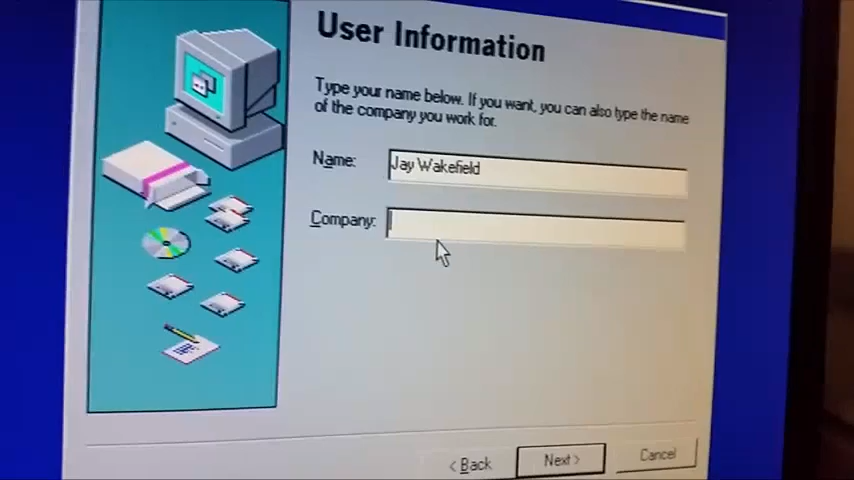 User Information
Type your name below. If you want, you can also type the name
of the company you work for.
Name: Jay Wakefield
Company:
< Back Next > Cancel